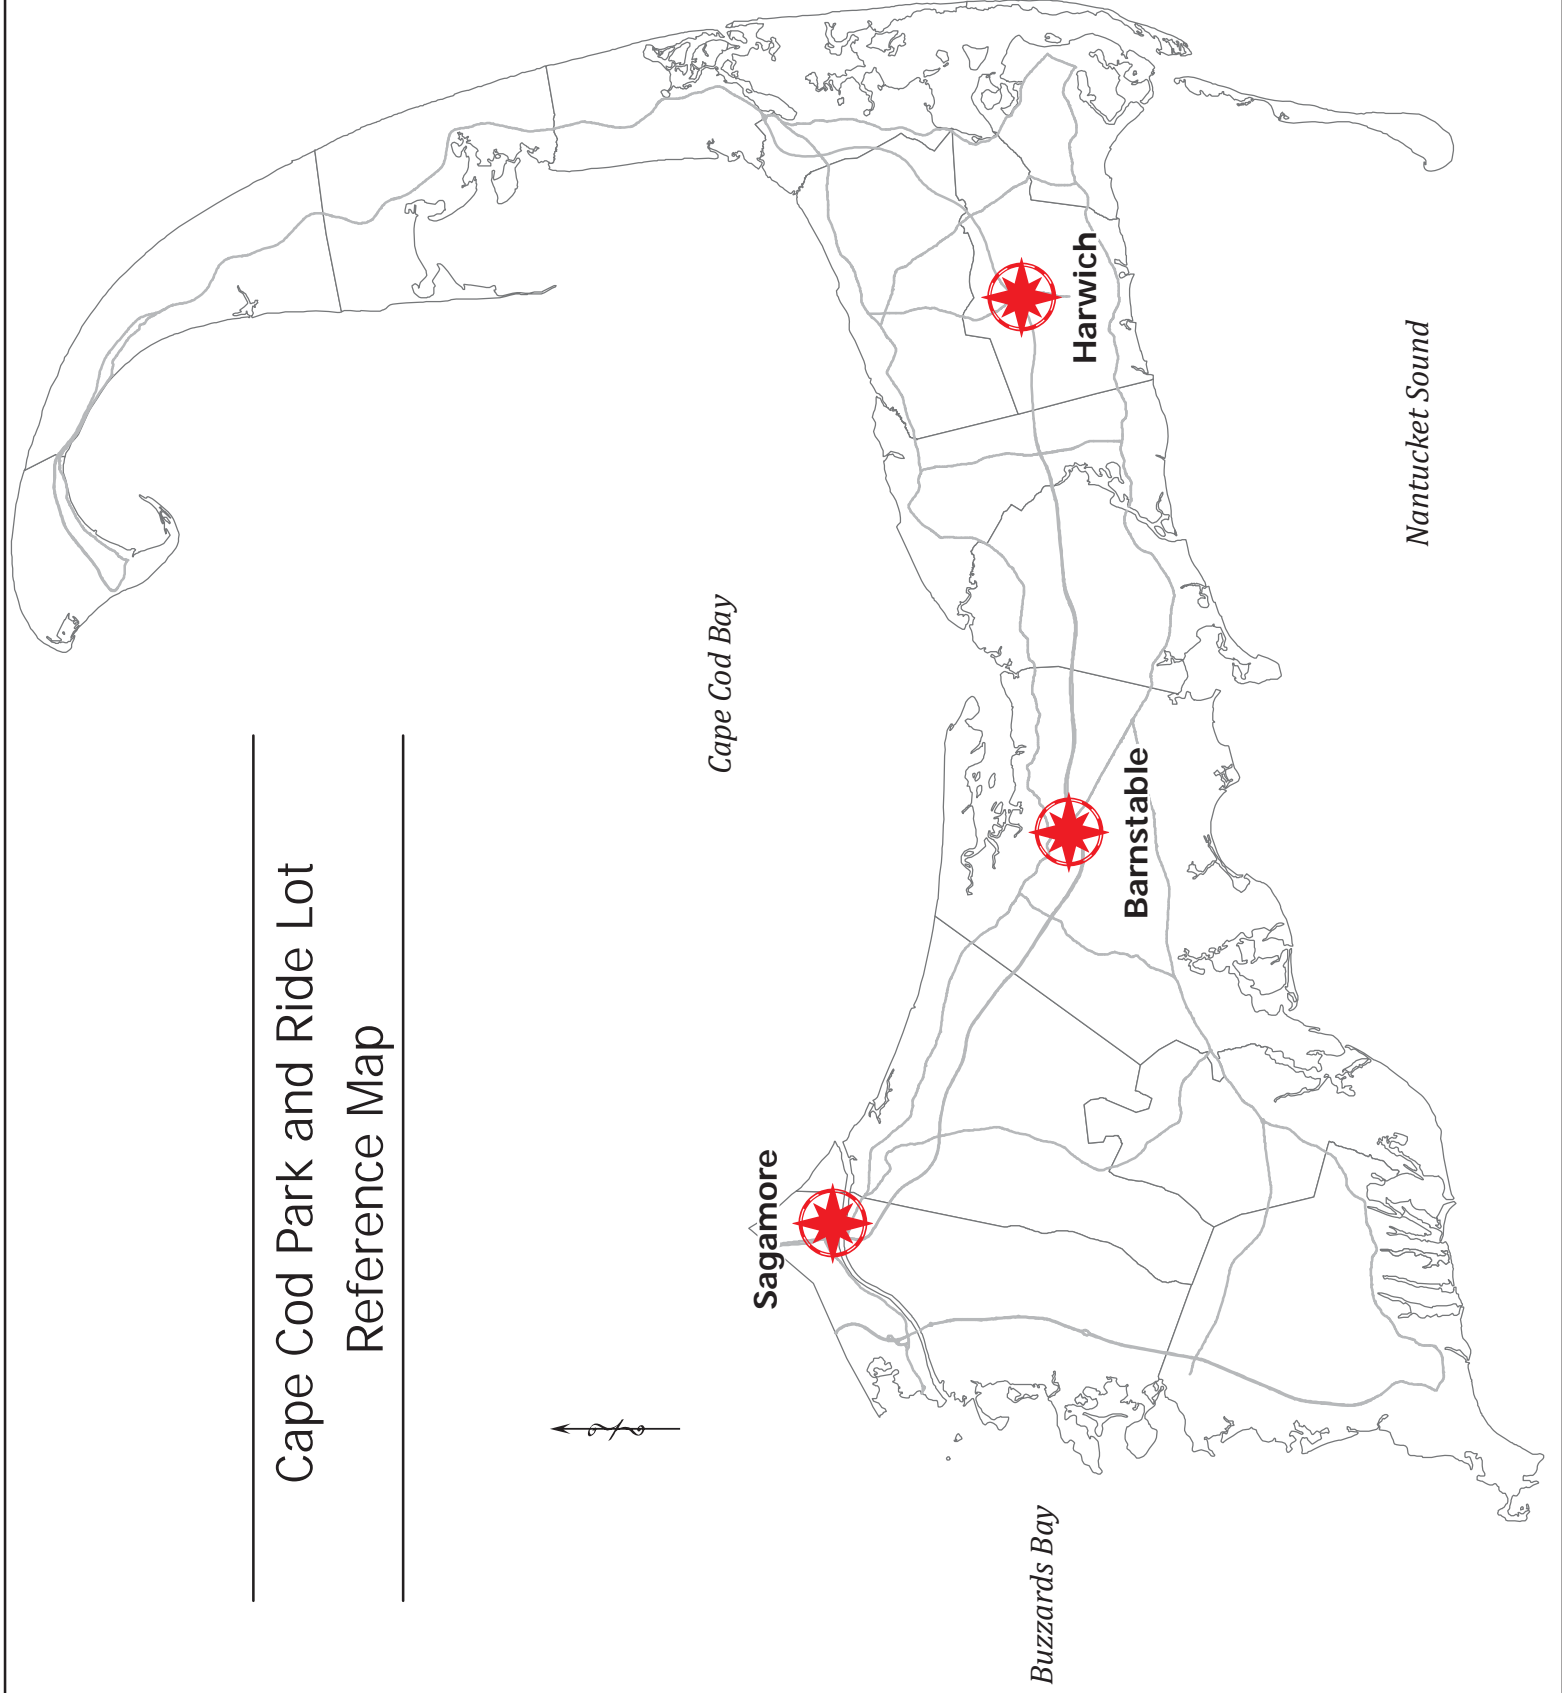 Cape Cod Park and Ride Lot
Reference Map
Cape Cod Bay
Sagamore
Barnstable
Harwich
Buzzards Bay
Nantucket Sound